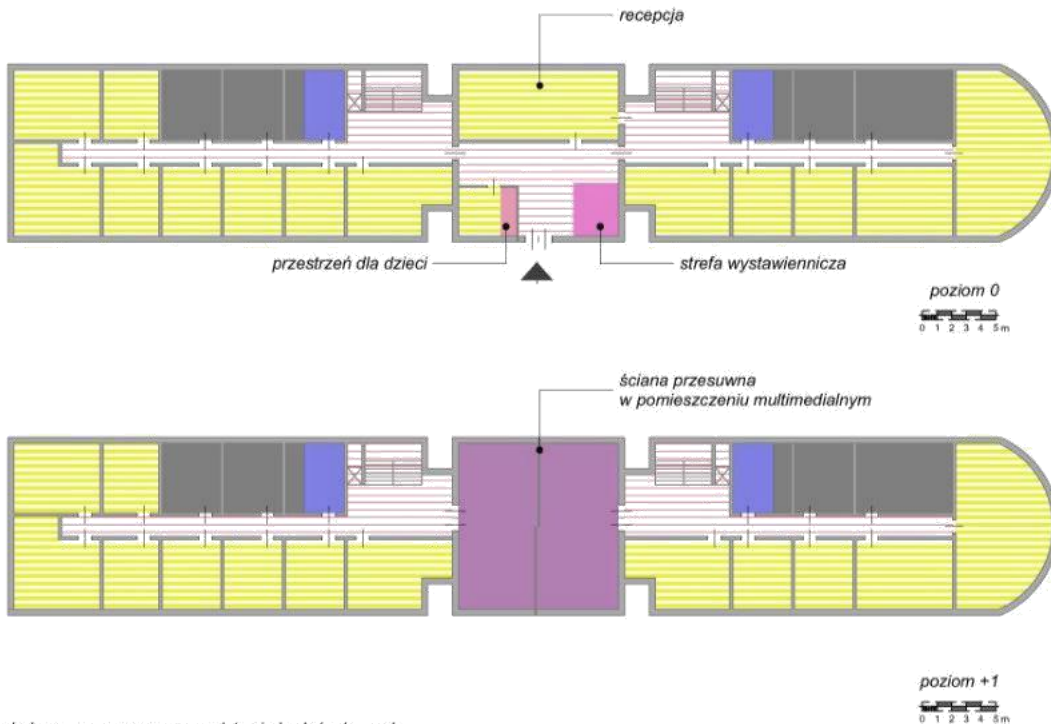 recepcja
przestrzeń dla dzieci
strefa wystawiennicza
poziom 0
0 1 2 3 4 5m
ściana przesuwna
w pomieszczeniu multimedialnym
poziom +1
0 1 2 3 4 5m